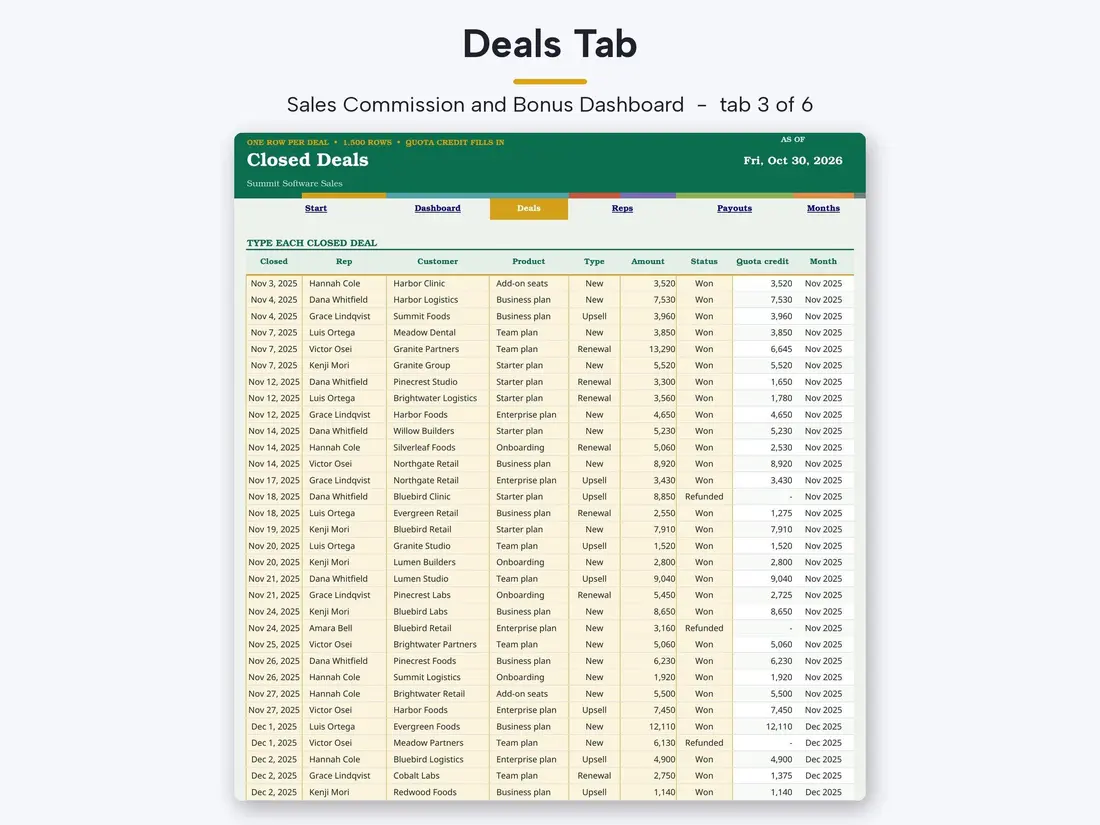 Deals Tab
Sales Commission and Bonus Dashboard - tab 3 of 6
ONE ROW PER DEAL • 1,500 ROWS • QUOTA CREDIT FILLS IN
AS OF
Closed Deals
Fri, Oct 30, 2026
Summit Software Sales
Start Dashboard Deals Reps Payouts Months
TYPE EACH CLOSED DEAL
Closed Rep Customer Product Type Amount Status Quota credit Month
Nov 3, 2025 Hannah Cole Harbor Clinic Add-on seats New 3,520 Won 3,520 Nov 2025
Nov 4, 2025 Dana Whitfield Harbor Logistics Business plan New 7,530 Won 7,530 Nov 2025
Nov 4, 2025 Grace Lindqvist Summit Foods Business plan Upsell 3,960 Won 3,960 Nov 2025
Nov 7, 2025 Luis Ortega Meadow Dental Team plan New 3,850 Won 3,850 Nov 2025
Nov 7, 2025 Victor Osei Granite Partners Team plan Renewal 13,290 Won 6,645 Nov 2025
Nov 7, 2025 Kenji Mori Granite Group Starter plan New 5,520 Won 5,520 Nov 2025
Nov 12, 2025 Dana Whitfield Pinecrest Studio Starter plan Renewal 3,300 Won 1,650 Nov 2025
Nov 12, 2025 Luis Ortega Brightwater Logistics Starter plan Renewal 3,560 Won 1,780 Nov 2025
Nov 12, 2025 Grace Lindqvist Harbor Foods Enterprise plan New 4,650 Won 4,650 Nov 2025
Nov 14, 2025 Dana Whitfield Willow Builders Starter plan New 5,230 Won 5,230 Nov 2025
Nov 14, 2025 Hannah Cole Silverleaf Foods Onboarding Renewal 5,060 Won 2,530 Nov 2025
Nov 14, 2025 Victor Osei Northgate Retail Business plan New 8,920 Won 8,920 Nov 2025
Nov 17, 2025 Grace Lindqvist Northgate Retail Enterprise plan Upsell 3,430 Won 3,430 Nov 2025
Nov 18, 2025 Dana Whitfield Bluebird Clinic Starter plan Upsell 8,850 Refunded - Nov 2025
Nov 18, 2025 Luis Ortega Evergreen Retail Business plan Renewal 2,550 Won 1,275 Nov 2025
Nov 19, 2025 Kenji Mori Bluebird Retail Starter plan New 7,910 Won 7,910 Nov 2025
Nov 20, 2025 Luis Ortega Granite Studio Team plan Upsell 1,520 Won 1,520 Nov 2025
Nov 20, 2025 Kenji Mori Lumen Builders Onboarding New 2,800 Won 2,800 Nov 2025
Nov 21, 2025 Dana Whitfield Lumen Studio Team plan Upsell 9,040 Won 9,040 Nov 2025
Nov 21, 2025 Grace Lindqvist Pinecrest Labs Onboarding Renewal 5,450 Won 2,725 Nov 2025
Nov 24, 2025 Kenji Mori Bluebird Labs Business plan New 8,650 Won 8,650 Nov 2025
Nov 24, 2025 Amara Bell Bluebird Retail Enterprise plan New 3,160 Refunded - Nov 2025
Nov 25, 2025 Victor Osei Brightwater Partners Team plan New 5,060 Won 5,060 Nov 2025
Nov 26, 2025 Dana Whitfield Pinecrest Foods Business plan New 6,230 Won 6,230 Nov 2025
Nov 26, 2025 Hannah Cole Summit Logistics Onboarding New 1,920 Won 1,920 Nov 2025
Nov 27, 2025 Hannah Cole Brightwater Retail Add-on seats New 5,500 Won 5,500 Nov 2025
Nov 27, 2025 Victor Osei Harbor Foods Enterprise plan Upsell 7,450 Won 7,450 Nov 2025
Dec 1, 2025 Luis Ortega Evergreen Foods Business plan New 12,110 Won 12,110 Dec 2025
Dec 1, 2025 Victor Osei Meadow Partners Team plan New 6,130 Refunded - Dec 2025
Dec 2, 2025 Hannah Cole Bluebird Logistics Enterprise plan Upsell 4,900 Won 4,900 Dec 2025
Dec 2, 2025 Grace Lindqvist Cobalt Labs Team plan Renewal 2,750 Won 1,375 Dec 2025
Dec 2, 2025 Kenji Mori Redwood Foods Business plan Upsell 1,140 Won 1,140 Dec 2025